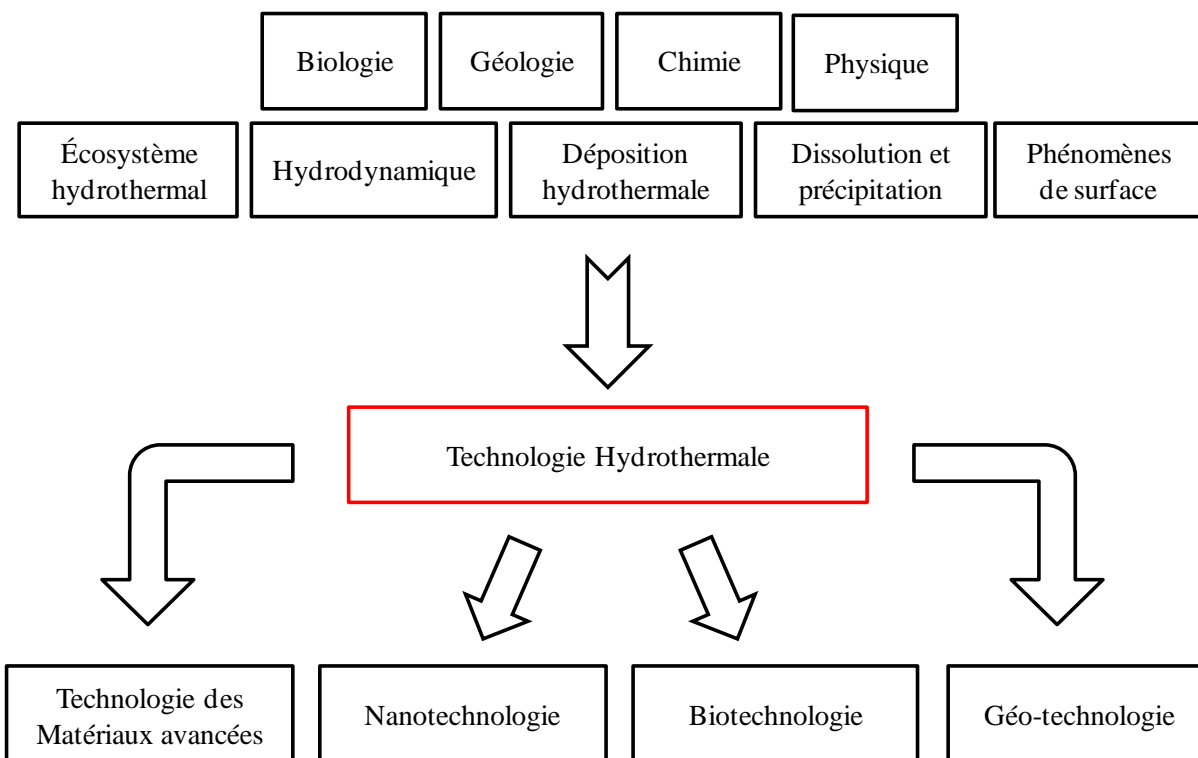 Biologie
Géologie
Chimie
Physique
Écosystème
hydrothermal
Hydrodynamique
Déposition
hydrothermale
Dissolution et
précipitation
Phénomènes
de surface
Technologie Hydrothermale
Technologie des
Matériaux avancées
Nanotechnologie
Biotechnologie
Géo-technologie